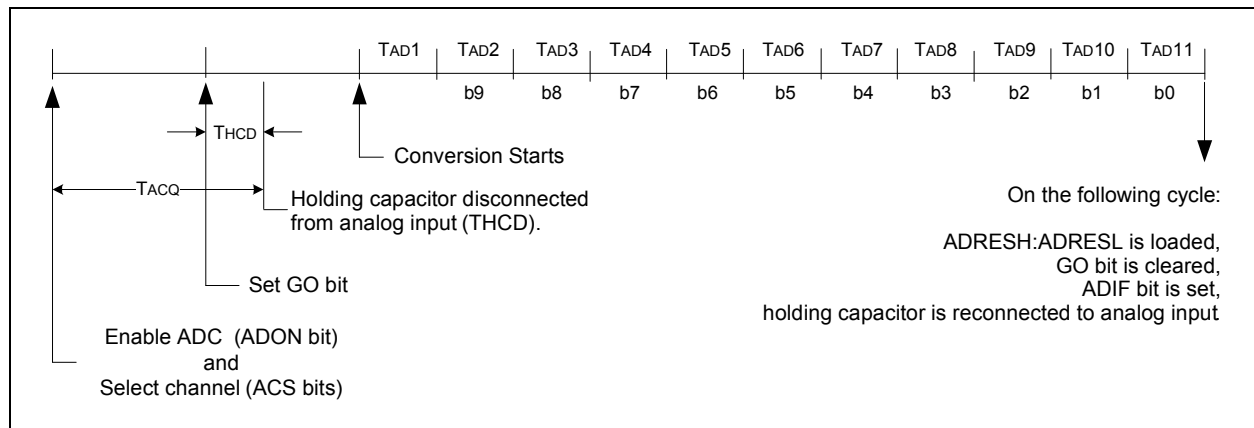 TAD1 TAD2 TAD3 TAD4 TAD5 TAD6 TAD7 TAD8 TAD9 TAD10 TAD11
b9 b8 b7 b6 b5 b4 b3 b2 b1 b0
THCD
Conversion Starts
TACQ
Holding capacitor disconnected
from analog input (THCD).
Set GO bit
Enable ADC (ADON bit)
and
Select channel (ACS bits)
On the following cycle:
ADRESH:ADRESL is loaded,
GO bit is cleared,
ADIF bit is set,
holding capacitor is reconnected to analog input